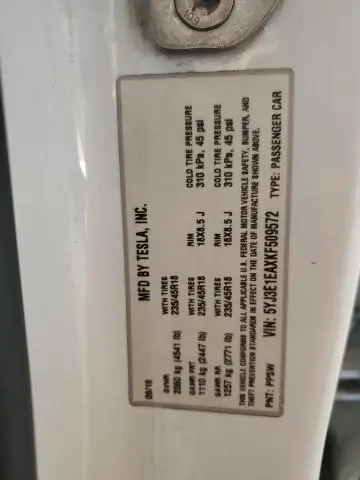 MFD BY TESLA, INC.
09/19
GVWR WITH TIRES RIM COLD TIRE PRESSURE
2060 kg (4541 lb) 235/45R18 18X8.5 J 310 kPa, 45 psi
GAWR FRT WITH TIRES RIM COLD TIRE PRESSURE
1110 kg (2447 lb) 235/45R18 18X8.5 J 310 kPa, 45 psi
GAWR RR WITH TIRES RIM COLD TIRE PRESSURE
1257 kg (2771 lb) 235/45R18 18X8.5 J 310 kPa, 45 psi
THIS VEHICLE CONFORMS TO ALL APPLICABLE U.S. FEDERAL MOTOR VEHICLE SAFETY, BUMPER, AND
THEFT PREVENTION STANDARDS IN EFFECT ON THE DATE OF MANUFACTURE SHOWN ABOVE.
VIN: 5YJ3E1EAXKF509572
PNT: PPSW TYPE: PASSENGER CAR